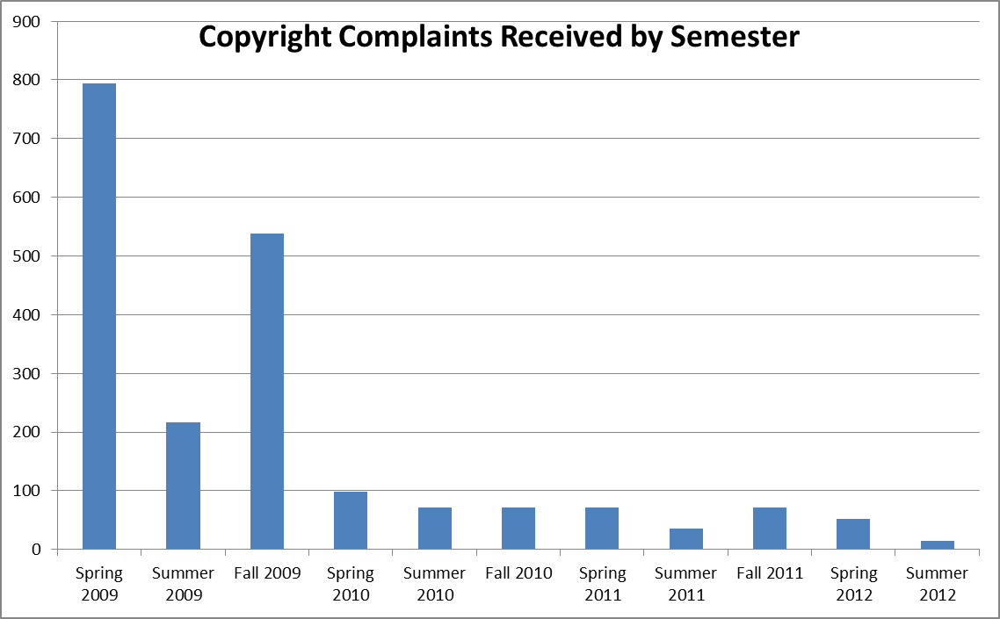 Copyright Complaints Received by Semester
900
800
700
600
500
400
300
200
100
0
Spring
2009
Summer
2009
Fall 2009
Spring
2010
Summer
2010
Fall 2010
Spring
2011
Summer
2011
Fall 2011
Spring
2012
Summer
2012